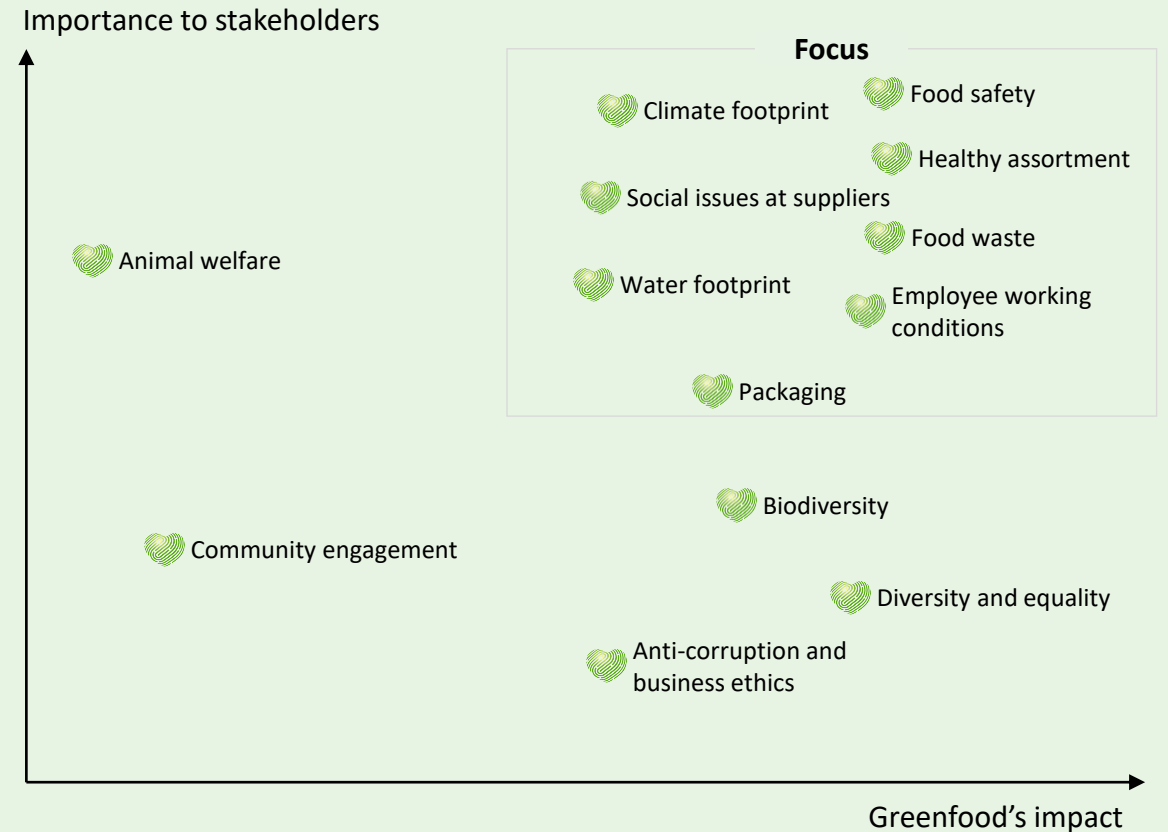 Importance to stakeholders
Focus
Food safety
Climate footprint
Healthy assortment
Social issues at suppliers
Food waste
Animal welfare
Water footprint
Employee working
conditions
Packaging
Biodiversity
Community engagement
Diversity and equality
Anti-corruption and
business ethics
Greenfood's impact